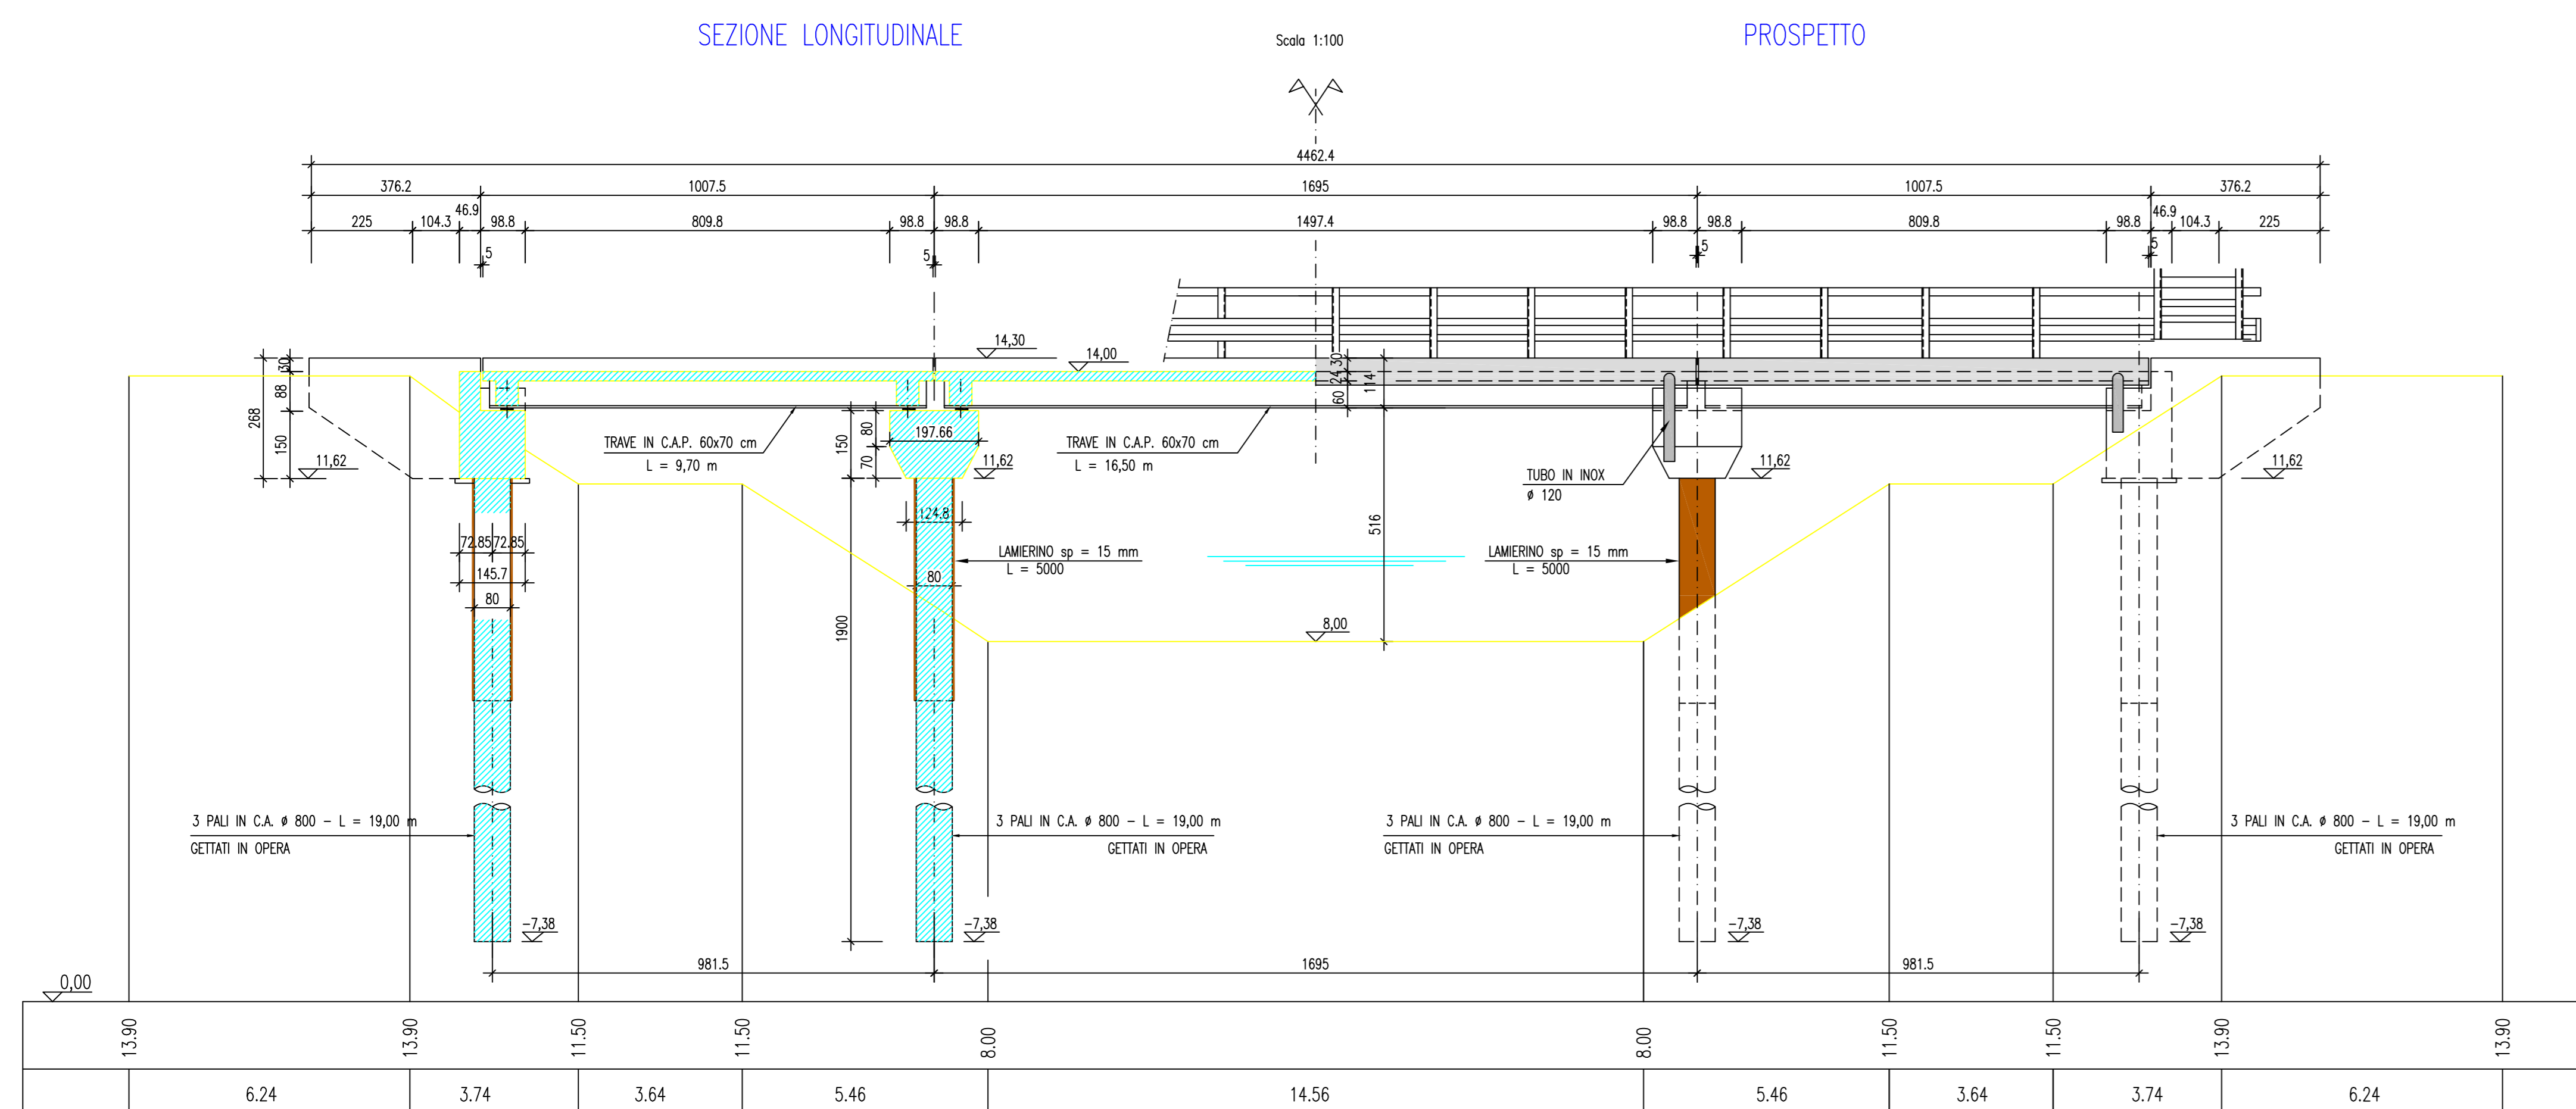 SEZIONE LONGITUDINALE
Scala 1:100
PROSPETTO
4462.4
376.2 1007.5 1695 1007.5 376.2
225 104.3 46.9 98.8 809.8 98.8 98.8 1497.4 98.8 98.8 809.8 98.8 46.9 104.3 225
5 5 5 5
14,30
14,00
30
88
268
150
30
24
114
60
11,62
TRAVE IN C.A.P. 60x70 cm
L = 9,70 m
150
80
70
197.66
11,62
TRAVE IN C.A.P. 60x70 cm
L = 16,50 m
TUBO IN INOX
ø 120
11,62
11,62
124.8
516
72.85 72.85
145.7
80
80
LAMIERINO sp = 15 mm
L = 5000
LAMIERINO sp = 15 mm
L = 5000
1900
8,00
3 PALI IN C.A. ø 800 - L = 19,00 m
GETTATI IN OPERA
3 PALI IN C.A. ø 800 - L = 19,00 m
GETTATI IN OPERA
3 PALI IN C.A. ø 800 - L = 19,00 m
GETTATI IN OPERA
3 PALI IN C.A. ø 800 - L = 19,00 m
GETTATI IN OPERA
-7,38 -7,38 -7,38 -7,38
981.5 1695 981.5
0,00
13.90 13.90 11.50 11.50 8.00 8.00 11.50 11.50 13.90 13.90
6.24 3.74 3.64 5.46 14.56 5.46 3.64 3.74 6.24